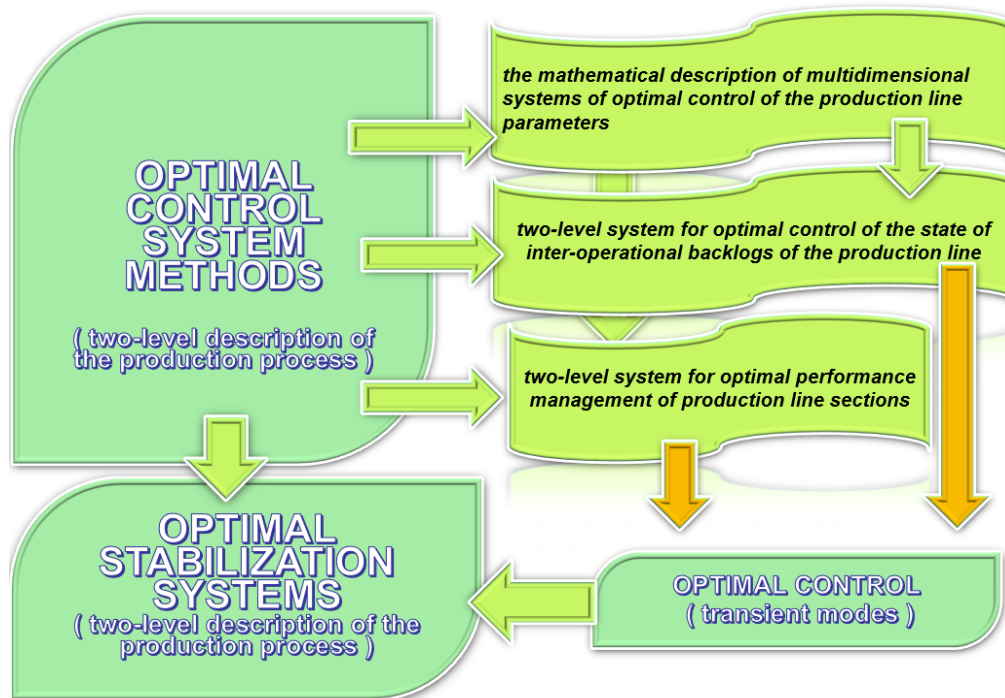 the mathematical description of multidimensional
systems of optimal control of the production line
parameters
OPTIMAL
CONTROL
SYSTEM
METHODS
( two-level description of
the production process )
two-level system for optimal control of the state of
inter-operational backlogs of the production line
two-level system for optimal performance
management of production line sections
OPTIMAL
STABILIZATION
SYSTEMS
( two-level description of the
production process )
OPTIMAL CONTROL
( transient modes )